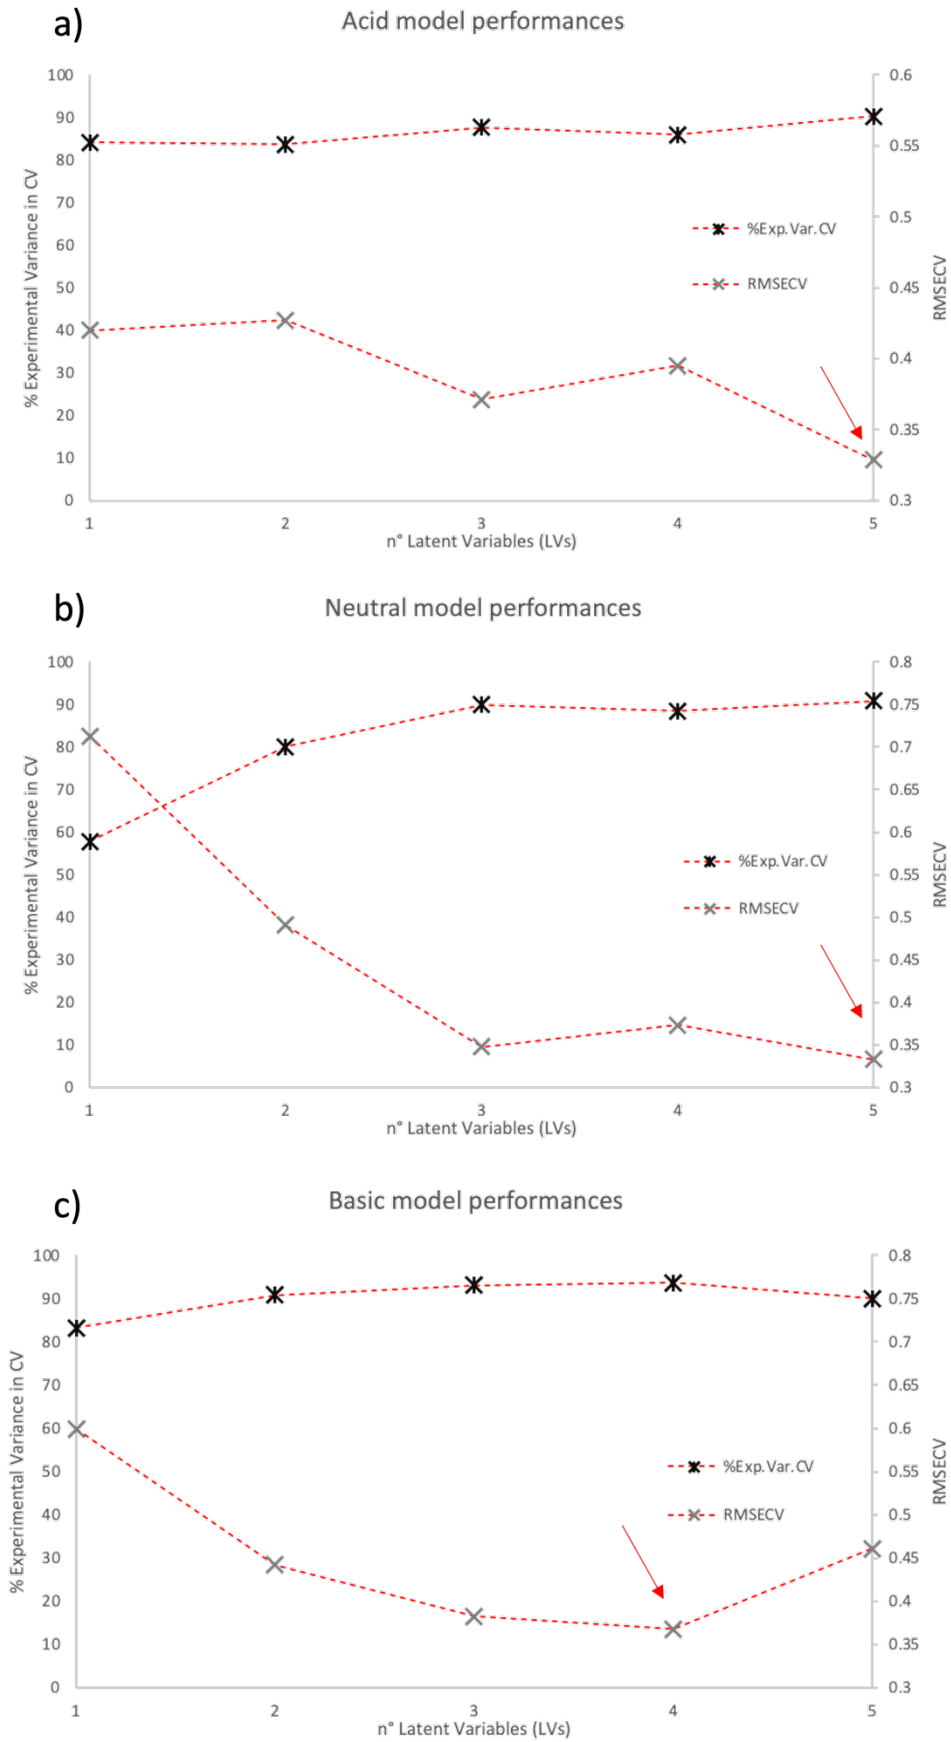 a)
Acid model performances
100
90
80
70
60
50
40
30
20
10
0
% Experimental Variance in CV
0.6
0.55
0.5
0.45
0.4
0.35
0.3
RMSECV
%Exp.Var.CV
RMSECV
1 2 3 4 5
n° Latent Variables (LVs)
b)
Neutral model performances
100
90
80
70
60
50
40
30
20
10
0
% Experimental Variance in CV
0.8
0.75
0.7
0.65
0.6
0.55
0.5
0.45
0.4
0.35
0.3
RMSECV
%Exp.Var.CV
RMSECV
1 2 3 4 5
n° Latent Variables (LVs)
c)
Basic model performances
100
90
80
70
60
50
40
30
20
10
0
% Experimental Variance in CV
0.8
0.75
0.7
0.65
0.6
0.55
0.5
0.45
0.4
0.35
0.3
RMSECV
%Exp.Var.CV
RMSECV
1 2 3 4 5
n° Latent Variables (LVs)